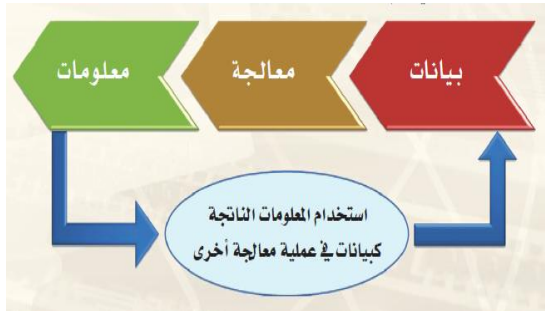 بيانات
معالجة
معلومات
استخدام المعلومات الناتجة
كبيانات في عملية معالجة أخرى